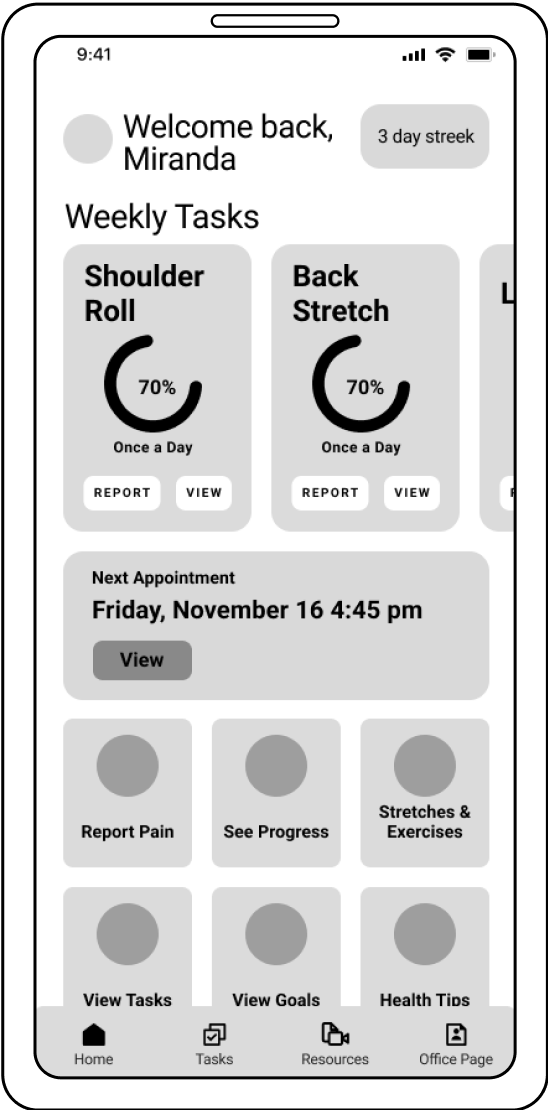 9:41
Welcome back,
Miranda
3 day streek
Weekly Tasks
Shoulder
Roll
70%
Once a Day
REPORT
VIEW
Back
Stretch
70%
Once a Day
REPORT
VIEW
L
Next Appointment
Friday, November 16 4:45 pm
View
Report Pain
See Progress
Stretches &
Exercises
View Tasks
View Goals
Health Tips
Home
Tasks
Resources
Office Page